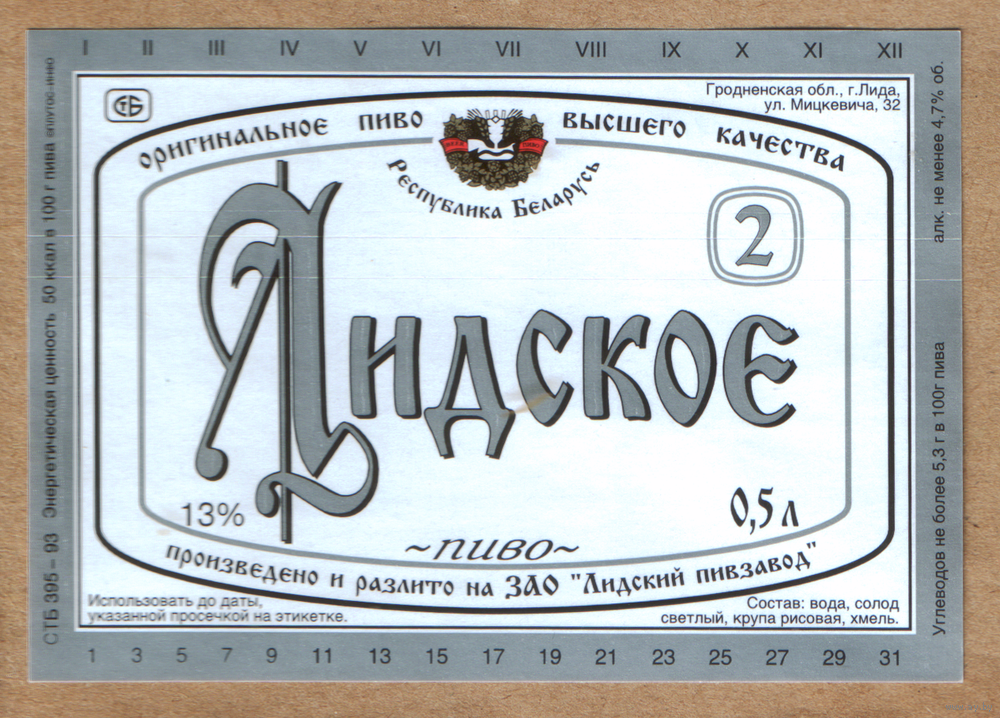 I II III IV V VI VII VIII IX X XI XII
СТБ
Гродненская обл., г.Лида,
ул. Мицкевича, 32
оригинальное пиво высшего качества
Республика Беларусь
2
Лидское
13%
0,5 л
~пиво~
произведено и разлито на ЗАО "Лидский пивзавод"
Использовать до даты,
указанной просечкой на этикетке.
Состав: вода, солод
светлый, крупа рисовая, хмель.
1 3 5 7 9 11 13 15 17 19 21 23 25 27 29 31
СТБ 395 – 93 Энергетическая ценность 50 ккал в 100 г пива
алк. не менее 4,7% об.
Углеводов не более 5,3 г в 100г пива